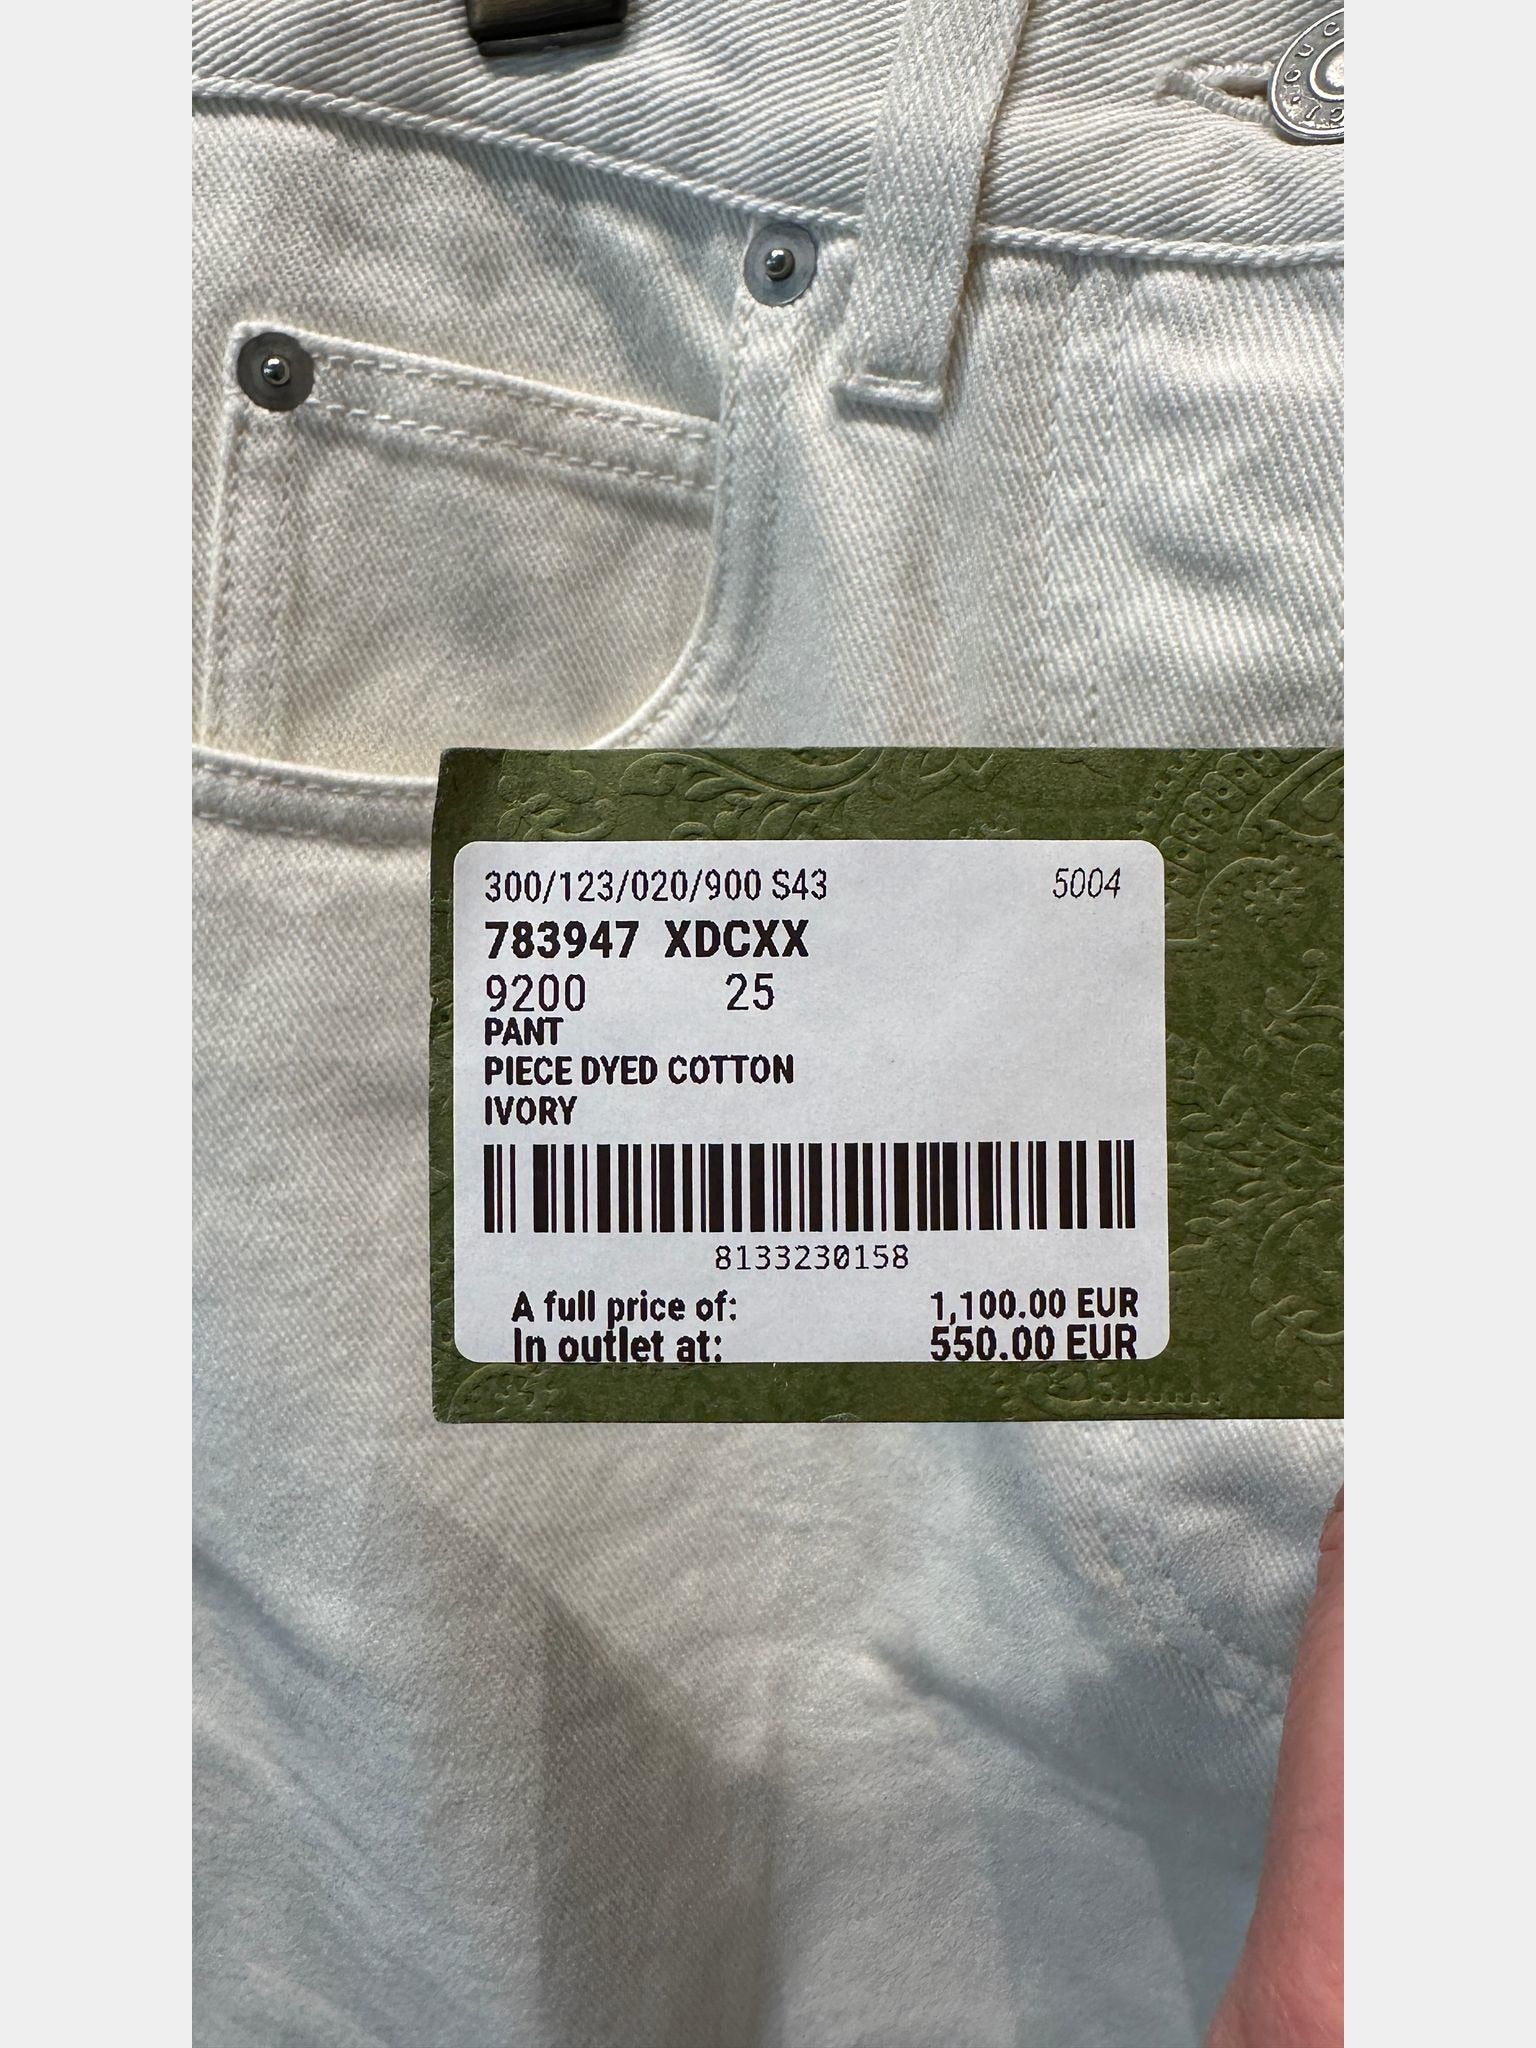 300/123/020/900 S43 5004
783947 XDCXX
9200 25
PANT
PIECE DYED COTTON
IVORY
8133230158
A full price of: 1,100.00 EUR
In outlet at: 550.00 EUR